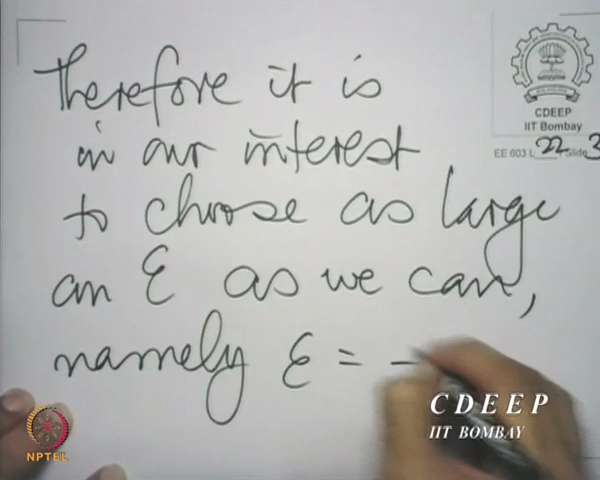 Therefore it is
in our interest
to choose as large
an ε as we can,
namely ε = -
CDEEP
IIT Bombay
EE 603 L 22 Slide 3
CDEEP
IIT BOMBAY
NPTEL